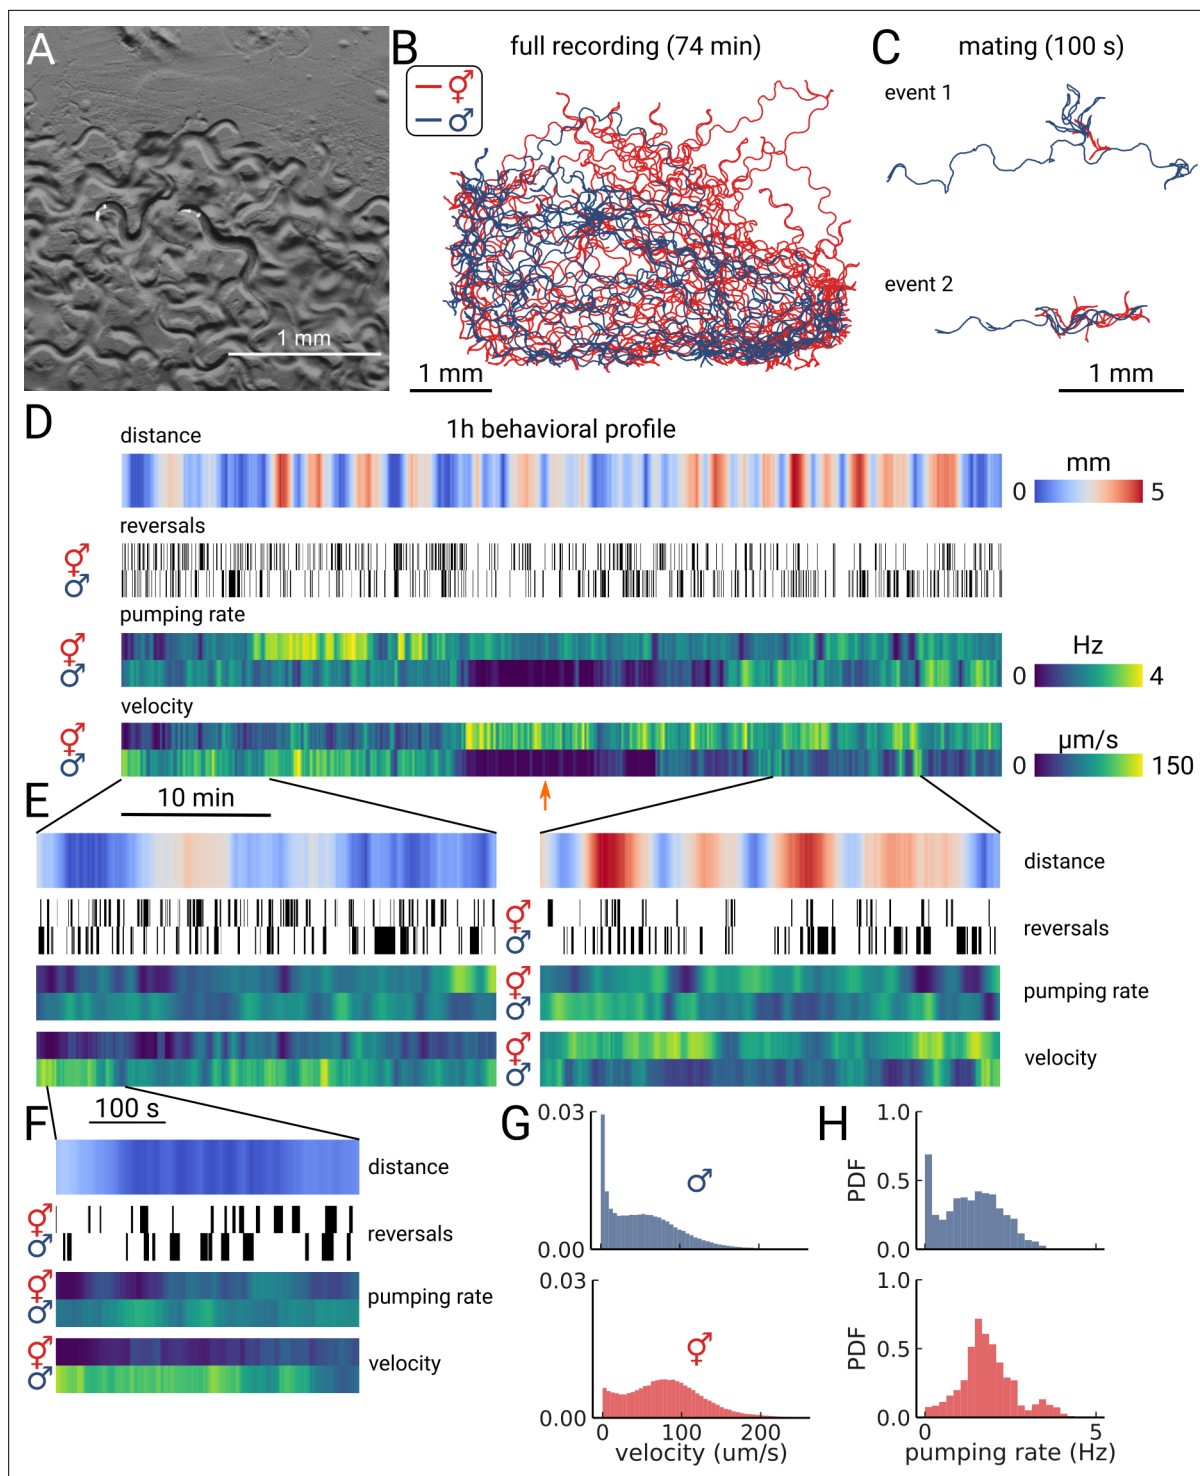 A
1 mm
B
full recording (74 min)
⚥
♂
1 mm
C
mating (100 s)
event 1
event 2
1 mm
D
1h behavioral profile
distance
mm
0
5
reversals
⚥
♂
pumping rate
⚥
♂
Hz
0
4
velocity
⚥
♂
µm/s
0
150
10 min
E
distance
⚥
♂
reversals
⚥
♂
pumping rate
⚥
♂
velocity
100 s
F
distance
⚥
♂
reversals
⚥
♂
pumping rate
⚥
♂
velocity
G
0.03
♂
0.00
0.03
⚥
0.00
0
100
200
velocity (um/s)
H
1.0
PDF
0.5
0.0
1.0
PDF
0.5
0.0
0
5
pumping rate (Hz)